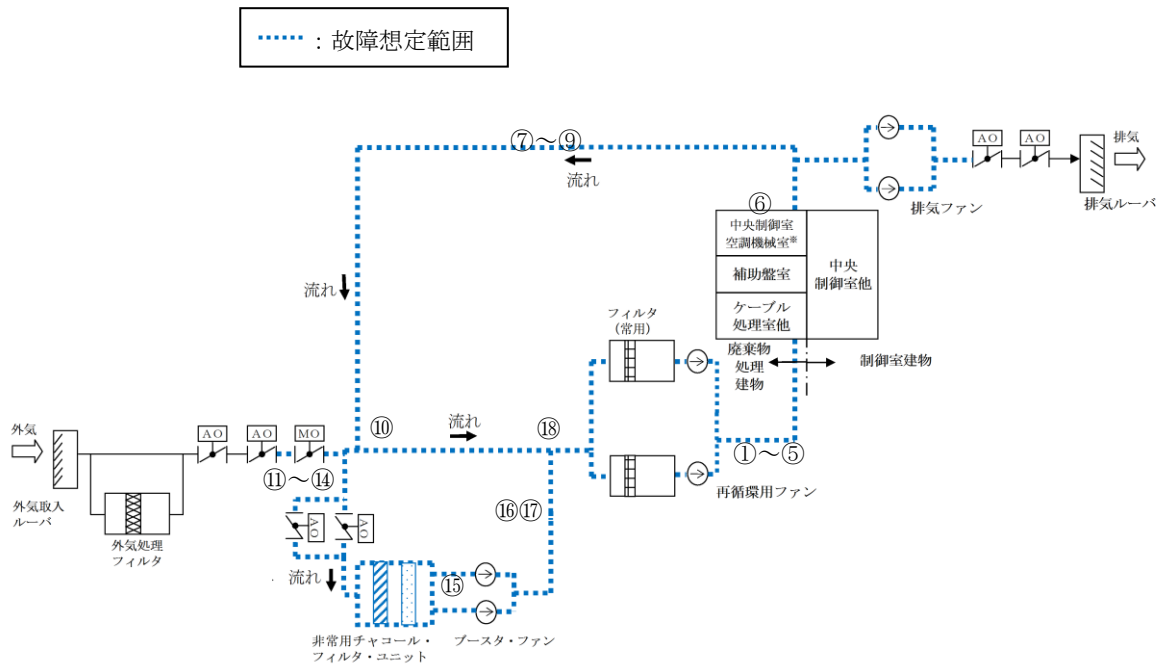 ：故障想定範囲
⑦～⑨
流れ
AO
AO
排気
排気ファン
排気ルーバ
⑥
中央制御室
空調機械室※
補助盤室
ケーブル
処理室他
中央
制御室他
流れ
フィルタ
(常用)
廃棄物
処理
建物
制御室建物
外気
AO
AO
MO
⑩
流れ
⑱
①～⑤
再循環用ファン
⑪～⑭
外気取入
ルーバ
外気処理
フィルタ
AO
AO
⑯⑰
流れ
⑮
非常用チャコール・
フィルタ・ユニット
ブースタ・ファン